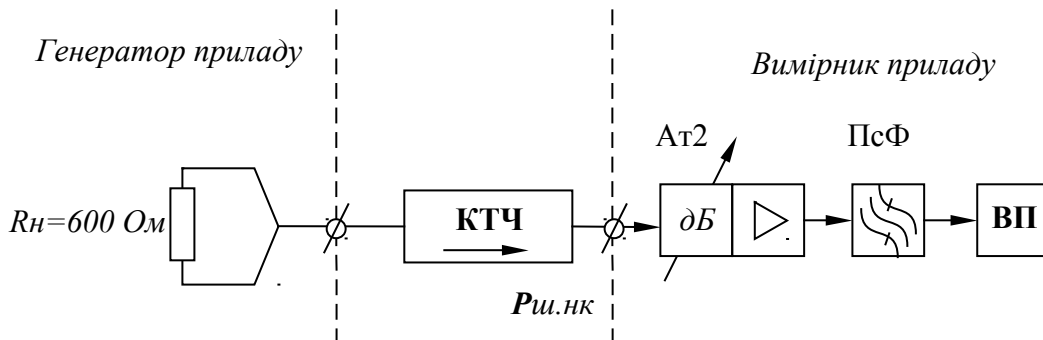 Генератор приладу
Вимірник приладу
Ат2
ПсФ
Rн=600 Ом
КТЧ
дБ
ВП
Рш.нк